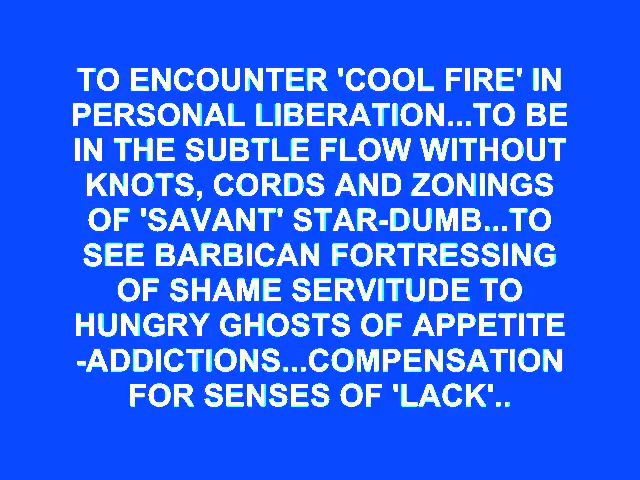 TO ENCOUNTER 'COOL FIRE' IN
PERSONAL LIBERATION...TO BE
IN THE SUBTLE FLOW WITHOUT
KNOTS, CORDS AND ZONINGS
OF 'SAVANT' STAR-DUMB...TO
SEE BARBICAN FORTRESSING
OF SHAME SERVITUDE TO
HUNGRY GHOSTS OF APPETITE
-ADDICTIONS...COMPENSATION
FOR SENSES OF 'LACK'..